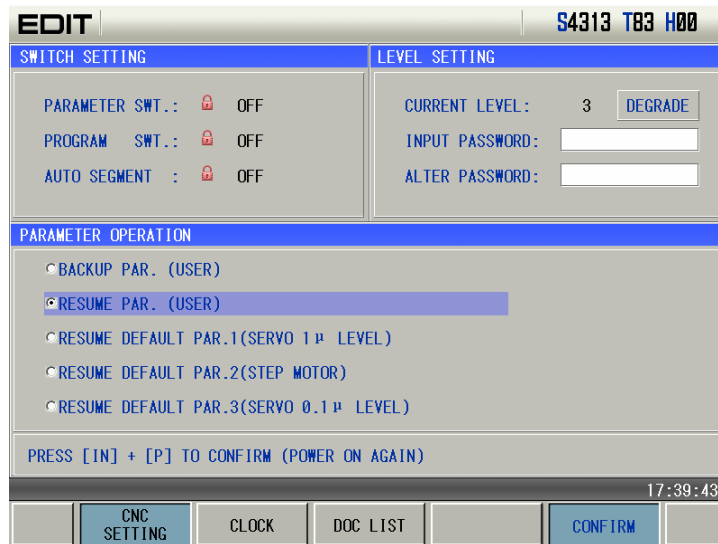 EDIT S4313 T83 H00
SWITCH SETTING LEVEL SETTING
PARAMETER SWT.: OFF CURRENT LEVEL: 3 DEGRADE
PROGRAM SWT.: OFF INPUT PASSWORD:
AUTO SEGMENT : OFF ALTER PASSWORD:
PARAMETER OPERATION
BACKUP PAR. (USER)
RESUME PAR. (USER)
RESUME DEFAULT PAR.1(SERVO 1μ LEVEL)
RESUME DEFAULT PAR.2(STEP MOTOR)
RESUME DEFAULT PAR.3(SERVO 0.1μ LEVEL)
PRESS [IN] + [P] TO CONFIRM (POWER ON AGAIN)
17:39:43
CNC SETTING CLOCK DOC LIST CONFIRM